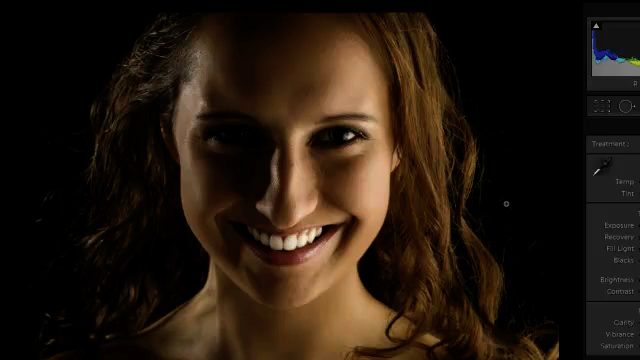 Treatment :
Temp
Tint
Exposure
Recovery
Fill Light
Blacks
Brightness
Contrast
Clarity
Vibrance
Saturation